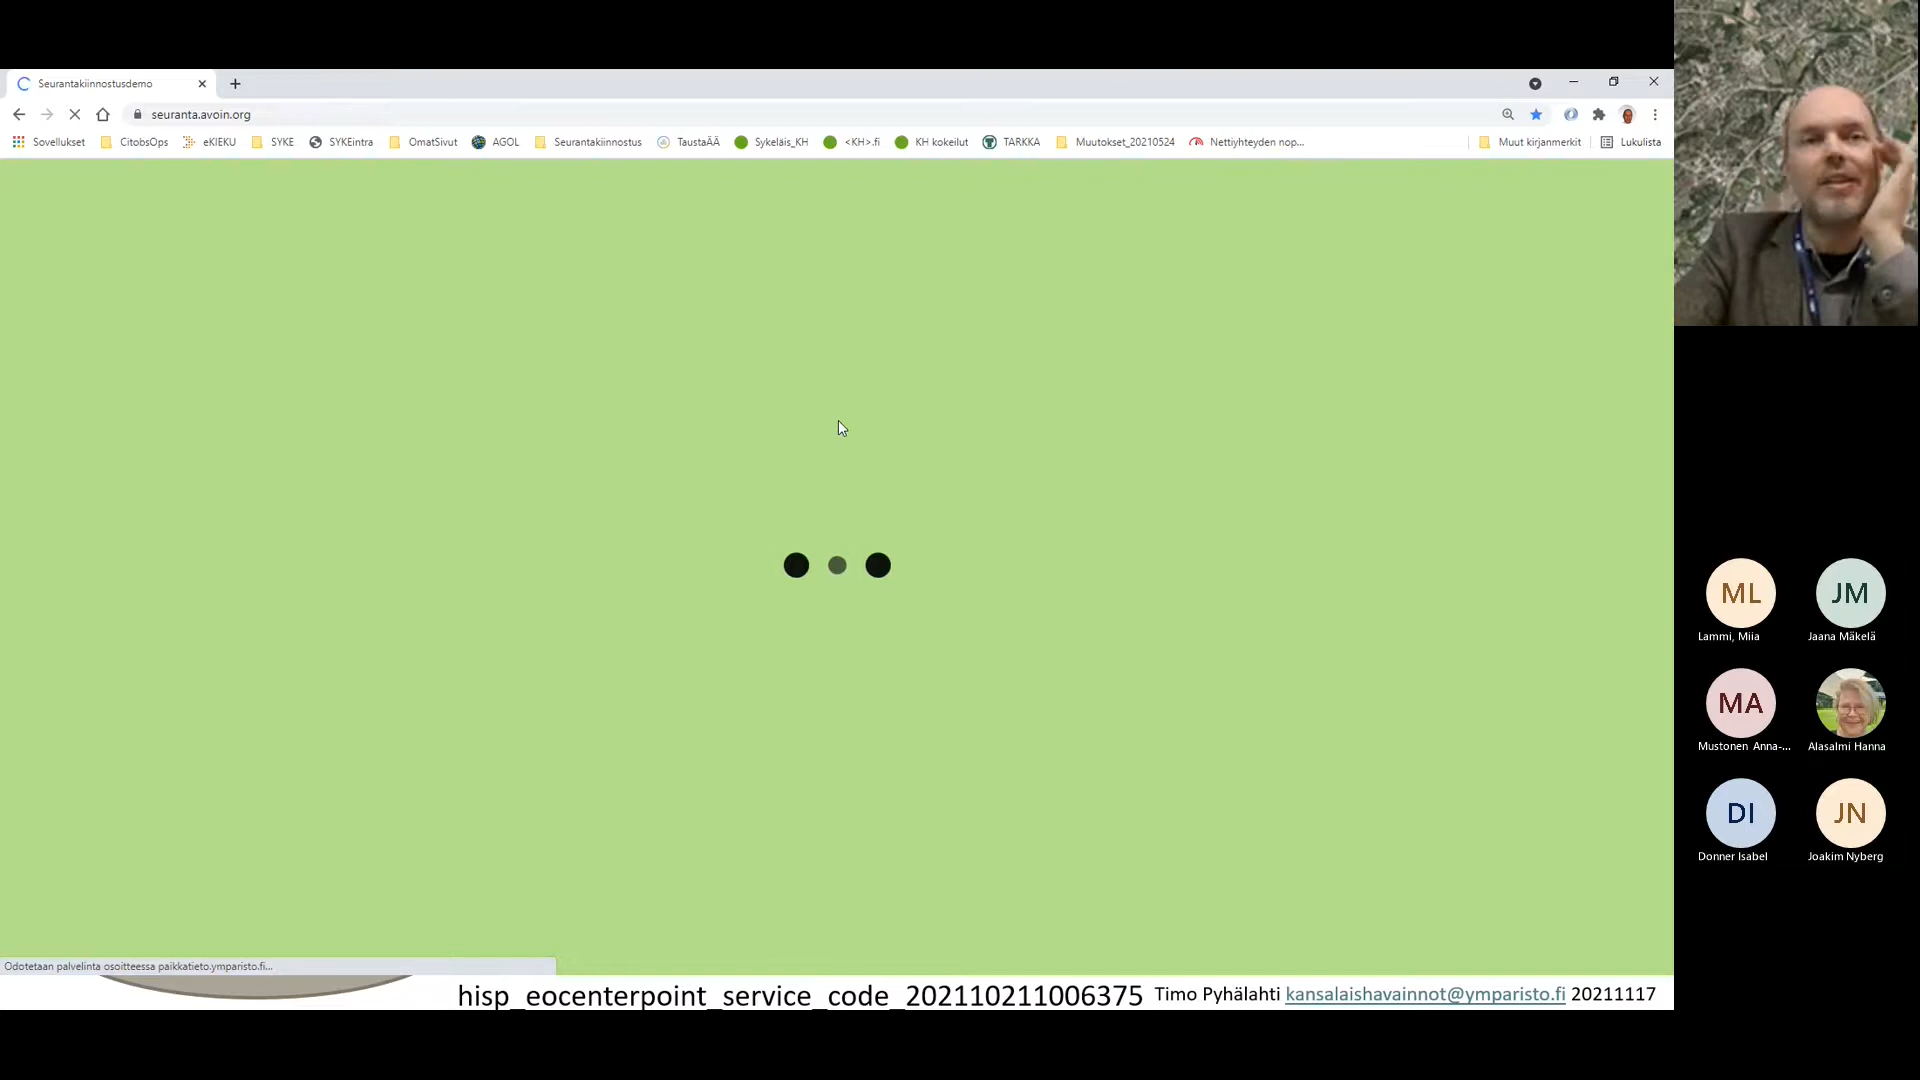 Seurantakiinnostusdemo
seuranta.avoin.org
Sovellukset CitobsOps eKIEKU SYKE SYKEintra OmatSivut AGOL Seurantakiinnostus TaustaÄÄ Sykeläis_KH <KH>.fi KH kokeilut TARKKA Muutokset_20210524 Nettiyhteyden nop... Muut kirjanmerkit Lukulista
ML JM
Lammi, Miia Jaana Mäkelä
MA
Mustonen Anna-... Alasalmi Hanna
DI JN
Donner Isabel Joakim Nyberg
Odotetaan palvelinta osoitteessa paikkatieto.ymparisto.fi...
hisp_eocenterpoint_service_code_202110211006375 Timo Pyhälahti kansalaishavainnot@ymparisto.fi 20211117